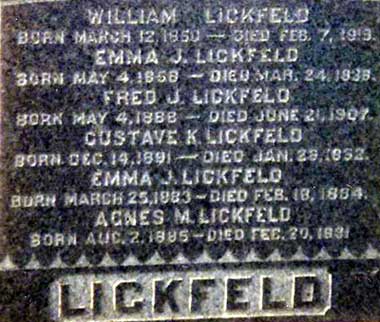 WILLIAM LICKFELD
BORN MARCH 12, 1850 — DIED FEB. 7, 1919.
EMMA J. LICKFELD
BORN MAY 4, 1858 — DIED MAR. 24, 1938.
FRED J. LICKFELD
BORN MAY 4, 1888 — DIED JUNE 21, 1907.
GUSTAVE K. LICKFELD
BORN DEC. 14, 1891 — DIED JAN. 29, 1892.
EMMA J. LICKFELD
BORN MARCH 25, 1883 — DIED FEB. 18, 1884.
AGNES M. LICKFELD
BORN AUG. 2, 1885 — DIED FEB. 20, 1891
LICKFELD